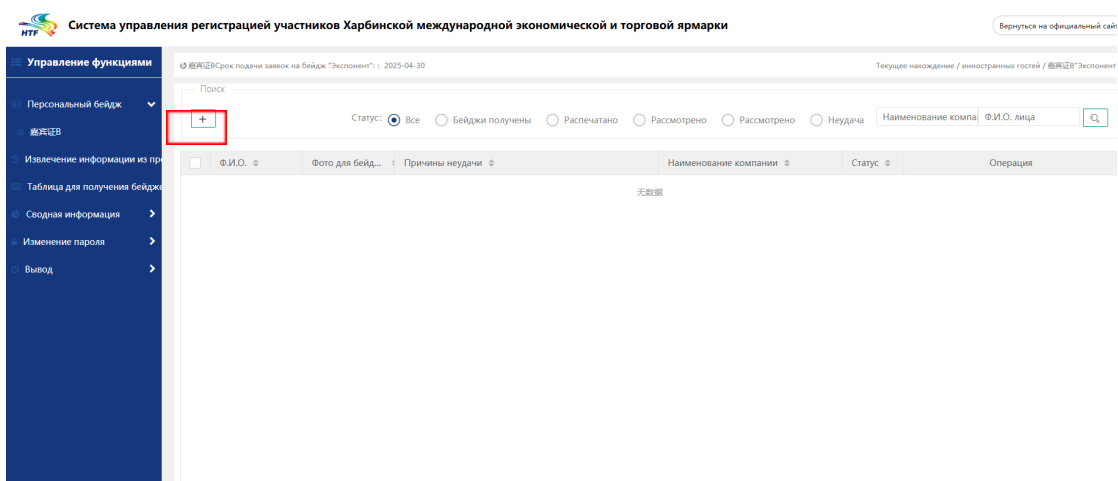 HTF
Система управления регистрацией участников Харбинской международной экономической и торговой ярмарки
Вернуться на официальный сайт
Управление функциями
嘉宾证BСрок подачи заявок на бейдж "Экспонент": : 2025-04-30
Текущее нахождение / инностранных гостей / 嘉宾证B"Экспонент
Персональный бейдж
嘉宾证B
Извлечение информации из пр
Таблица для получения бейдже
Сводная информация
Изменение пароля
Вывод
Поиск
+
Статус: Все Бейджи получены Распечатано Рассмотрено Рассмотрено Неудача
Наименование компа Ф.И.О. лица
Ф.И.О. Фото для бейд... Причины неудачи Наименование компании Статус Операция
无数据